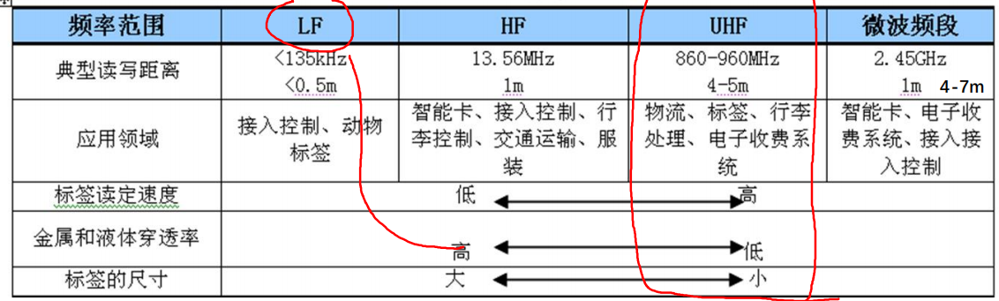 频率范围 LF HF UHF 微波频段
典型读写距离 <135kHz 13.56MHz 860-960MHz 2.45GHz
<0.5m 1m 4-5m 1m 4-7m
应用领域
接入控制、动物
标签
智能卡、接入控制、行
李控制、交通运输、服
装
物流、标签、行李
处理、电子收费系
统
智能卡、电子收
费系统、接入接
入控制
标签读定速度 低 高
金属和液体穿透率 高 低
标签的尺寸 大 小